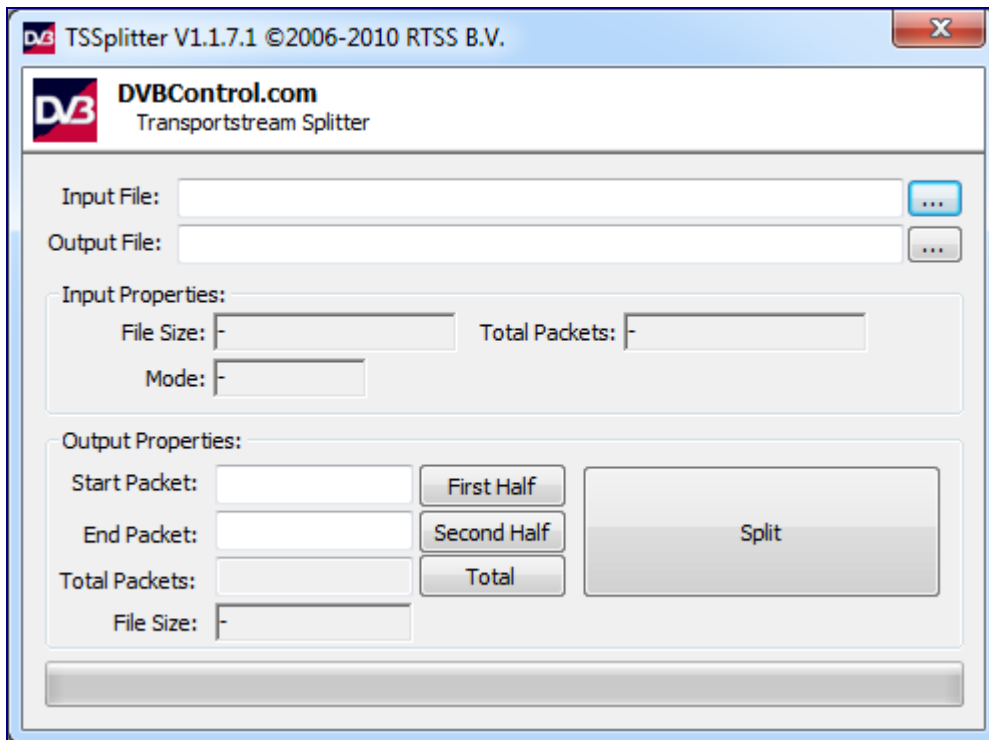 DVB TSSplitter V1.1.7.1 ©2006-2010 RTSS B.V.
DVB DVBControl.com
Transportstream Splitter
Input File: ...
Output File: ...
Input Properties:
File Size: - Total Packets: -
Mode: -
Output Properties:
Start Packet: First Half
End Packet: Second Half Split
Total Packets: Total
File Size: -